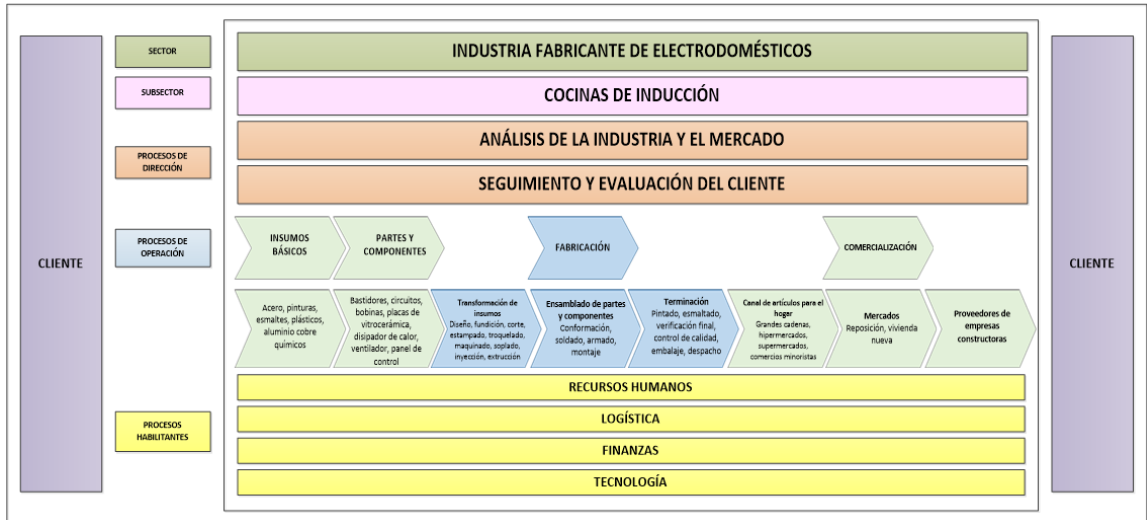 CLIENTE
SECTOR
INDUSTRIA FABRICANTE DE ELECTRODOMÉSTICOS
SUBSECTOR
COCINAS DE INDUCCIÓN
PROCESOS DE
DIRECCIÓN
ANÁLISIS DE LA INDUSTRIA Y EL MERCADO
SEGUIMIENTO Y EVALUACIÓN DEL CLIENTE
PROCESOS DE
OPERACIÓN
INSUMOS
BÁSICOS
PARTES Y
COMPONENTES
FABRICACIÓN
COMERCIALIZACIÓN
Acero, pinturas,
esmaltes, plásticos,
aluminio cobre
químicos
Bastidores, circuitos,
bobinas, placas de
vitrocerámica,
disipador de calor,
ventilador, panel de
control
Transformación de
insumos
Diseño, fundición, corte,
estampado, troquelado,
maquinado, soplado,
inyección, extrucción
Ensamblado de partes
y componentes
Conformación,
soldado, armado,
montaje
Terminación
Pintado, esmaltado,
verificación final,
control de calidad,
embalaje, despacho
Canal de artículos para el
hogar
Grandes cadenas,
hipermercados,
supermercados,
comercios minoristas
Mercados
Reposición, vivienda
nueva
Proveedores de
empresas
constructoras
PROCESOS
HABILITANTES
RECURSOS HUMANOS
LOGÍSTICA
FINANZAS
TECNOLOGÍA
CLIENTE